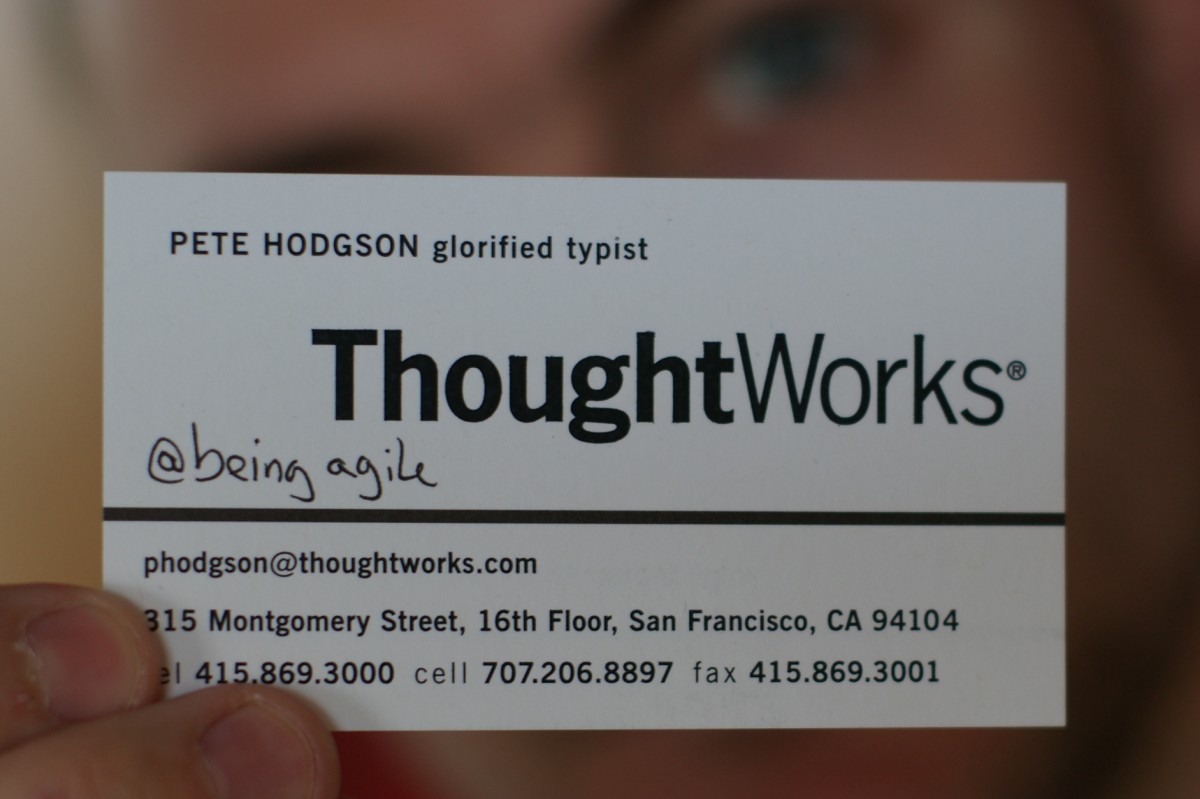 PETE HODGSON glorified typist
ThoughtWorks®
@being agile
phodgson@thoughtworks.com
315 Montgomery Street, 16th Floor, San Francisco, CA 94104
el 415.869.3000 cell 707.206.8897 fax 415.869.3001